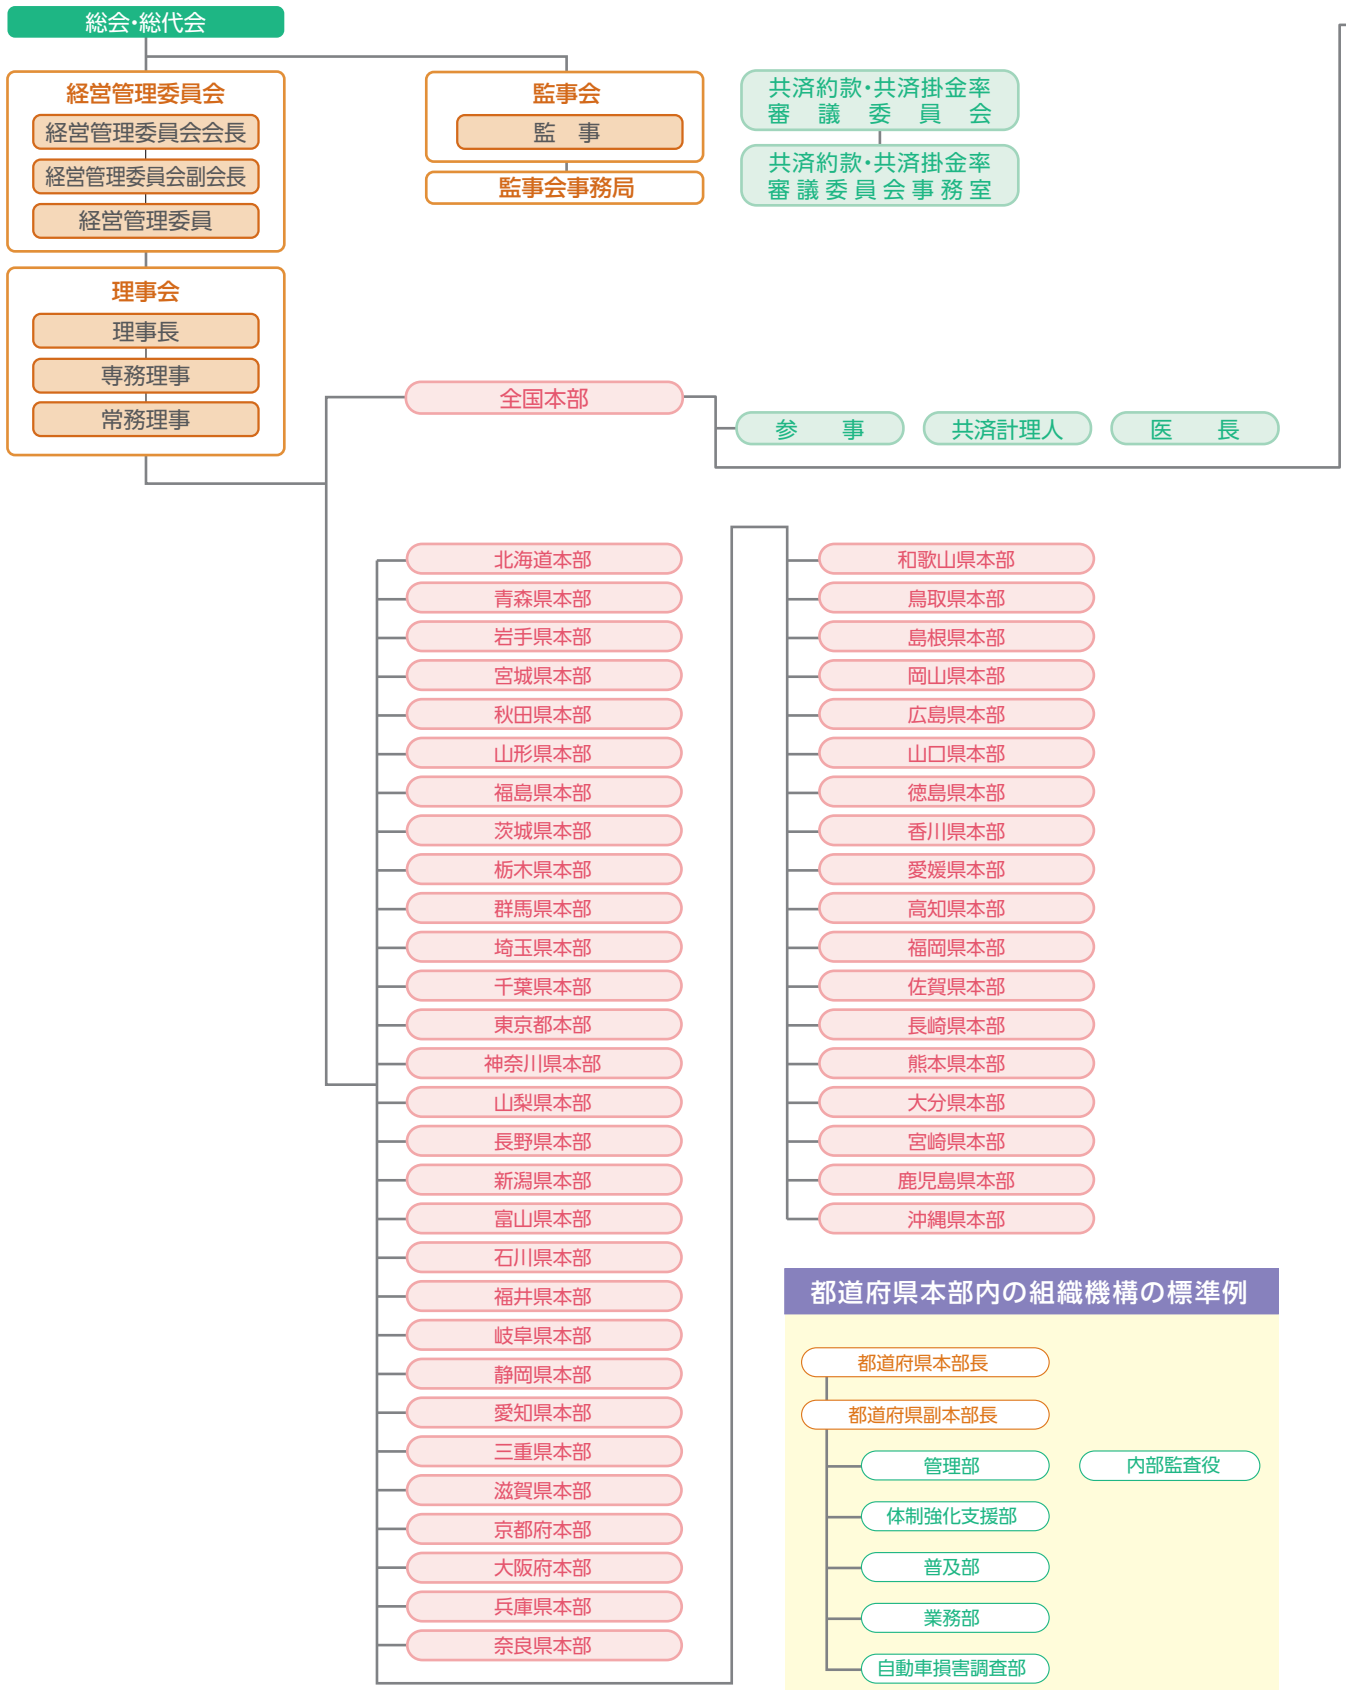 総会・総代会
経営管理委員会
経営管理委員会会長
経営管理委員会副会長
経営管理委員
監事会
監　事
監事会事務局
共済約款・共済掛金率
審議委員会
共済約款・共済掛金率
審議委員会事務室
理事会
理事長
専務理事
常務理事
全国本部
参　事
共済計理人
医　長
北海道本部
青森県本部
岩手県本部
宮城県本部
秋田県本部
山形県本部
福島県本部
茨城県本部
栃木県本部
群馬県本部
埼玉県本部
千葉県本部
東京都本部
神奈川県本部
山梨県本部
長野県本部
新潟県本部
富山県本部
石川県本部
福井県本部
岐阜県本部
静岡県本部
愛知県本部
三重県本部
滋賀県本部
京都府本部
大阪府本部
兵庫県本部
奈良県本部
和歌山県本部
鳥取県本部
島根県本部
岡山県本部
広島県本部
山口県本部
徳島県本部
香川県本部
愛媛県本部
高知県本部
福岡県本部
佐賀県本部
長崎県本部
熊本県本部
大分県本部
宮崎県本部
鹿児島県本部
沖縄県本部
都道府県本部内の組織機構の標準例
都道府県本部長
都道府県副本部長
管理部
内部監査役
体制強化支援部
普及部
業務部
自動車損害調査部